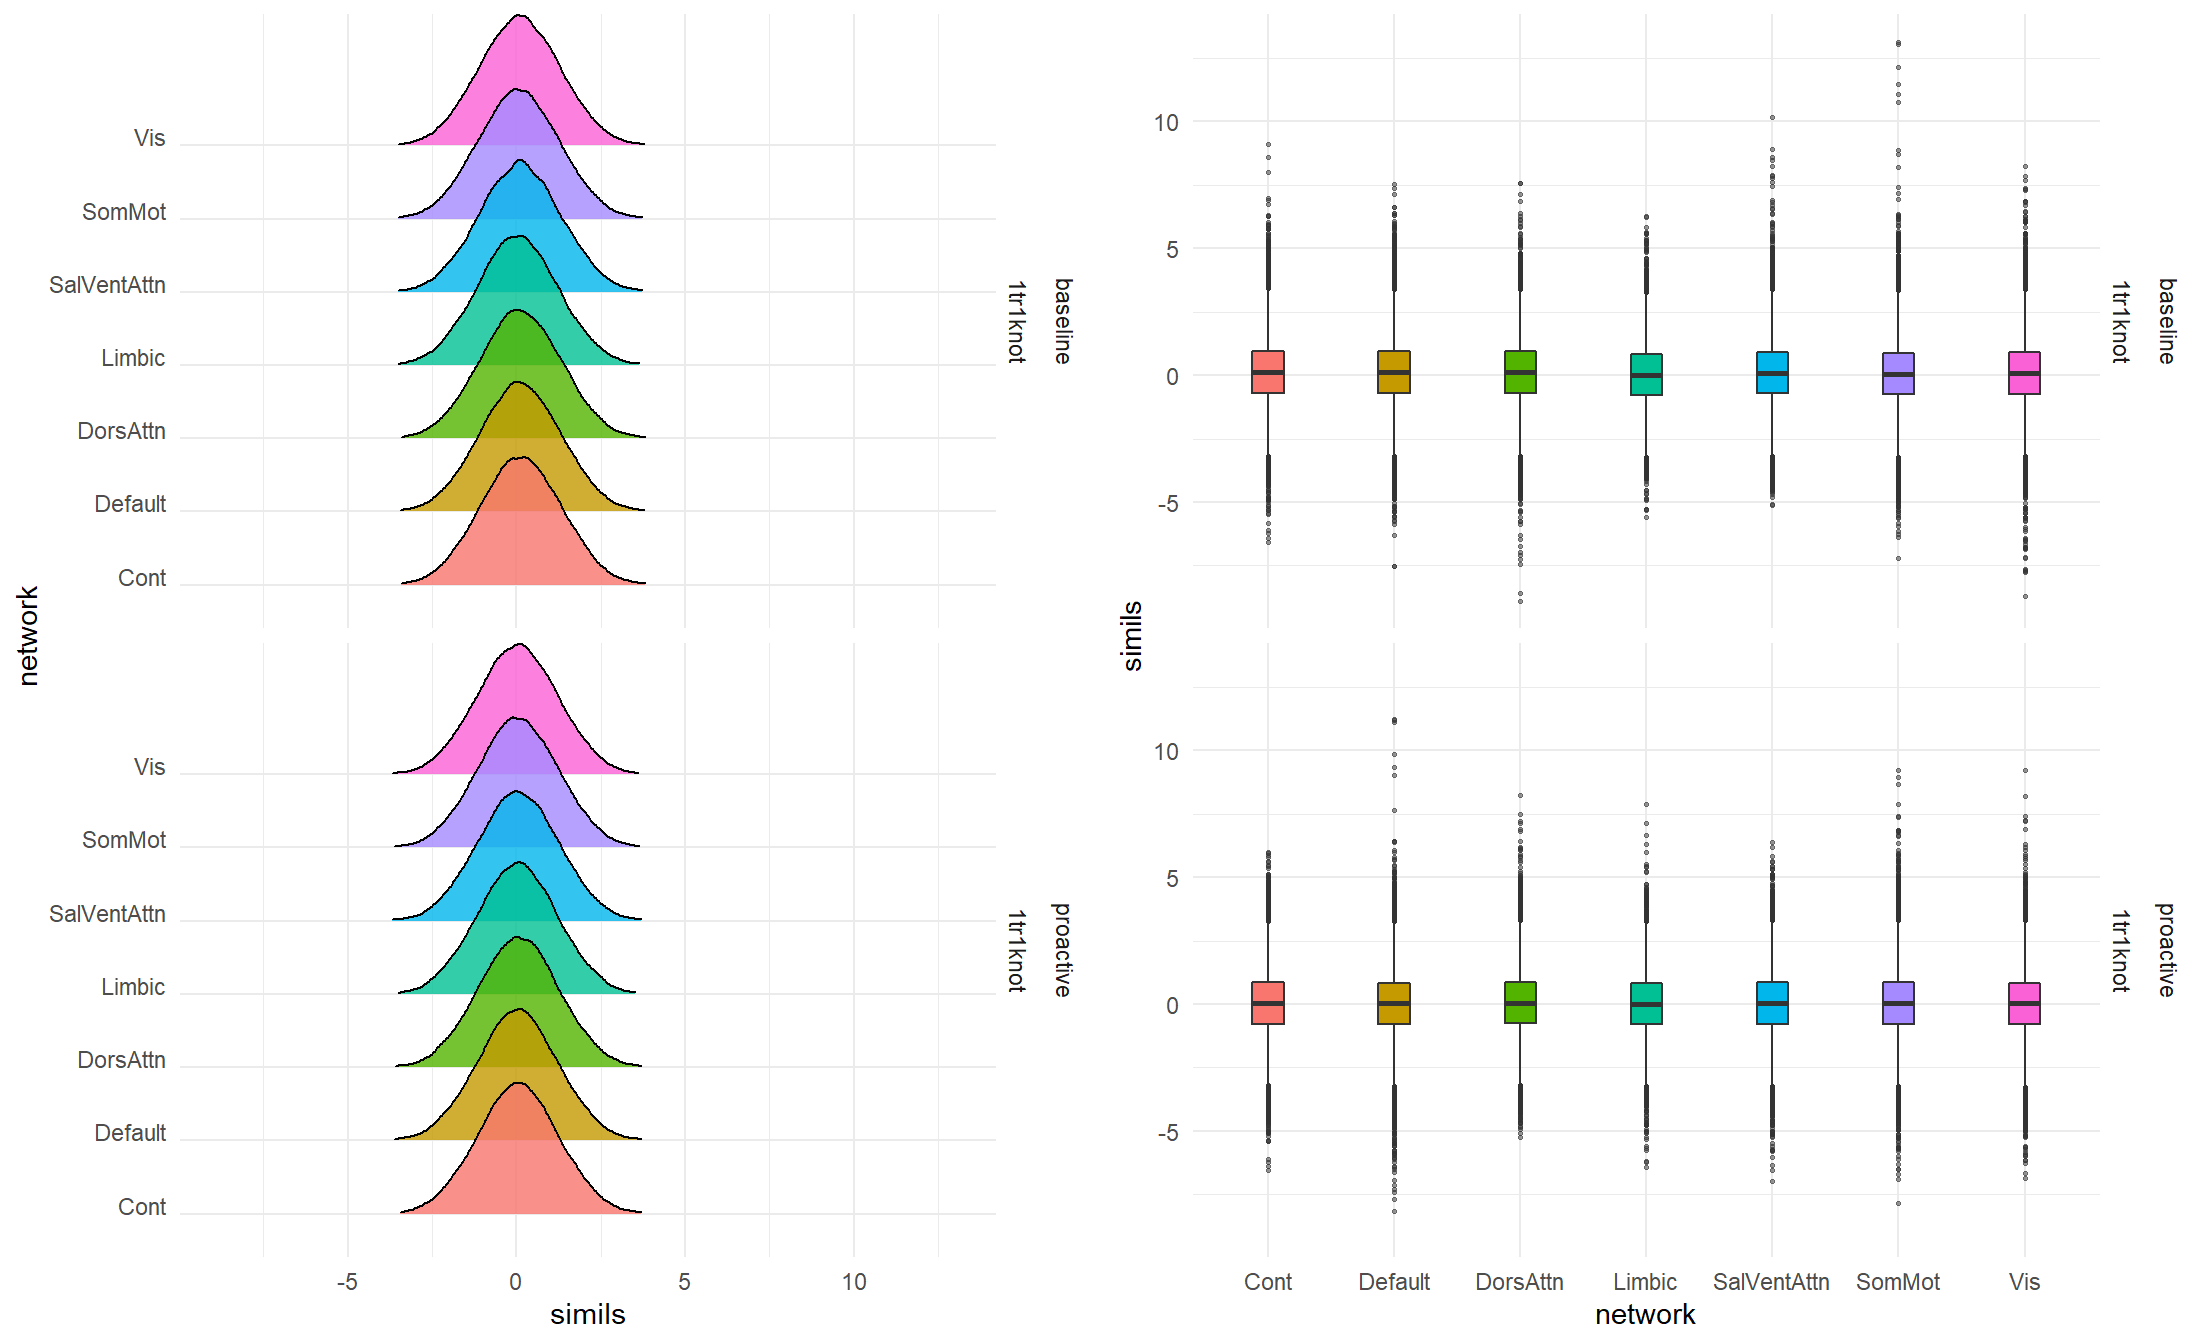 network
Vis
SomMot
SalVentAttn
Limbic
DorsAttn
Default
Cont
baseline
1tr1knot
Vis
SomMot
SalVentAttn
Limbic
DorsAttn
Default
Cont
proactive
1tr1knot
-5 0 5 10
simils
simils
10
5
0
-5
baseline
1tr1knot
10
5
0
-5
proactive
1tr1knot
Cont Default DorsAttn Limbic SalVentAttn SomMot Vis
network